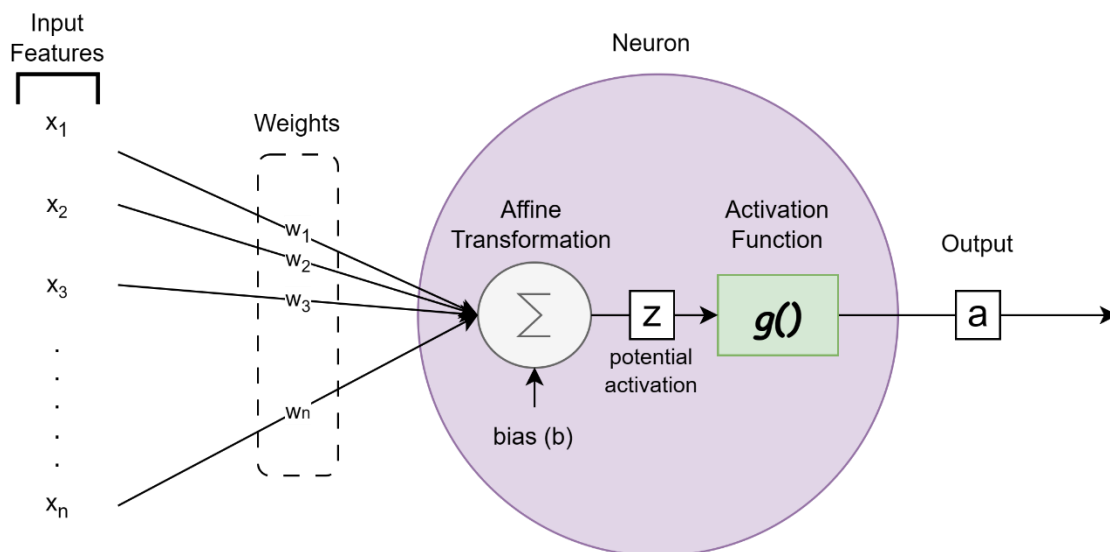 Input
Features
x1
x2
x3
.
.
.
.
.
xn
Weights
w1
w2
w3
wn
Neuron
Affine
Transformation
∑
bias (b)
z
potential
activation
Activation
Function
g()
Output
a